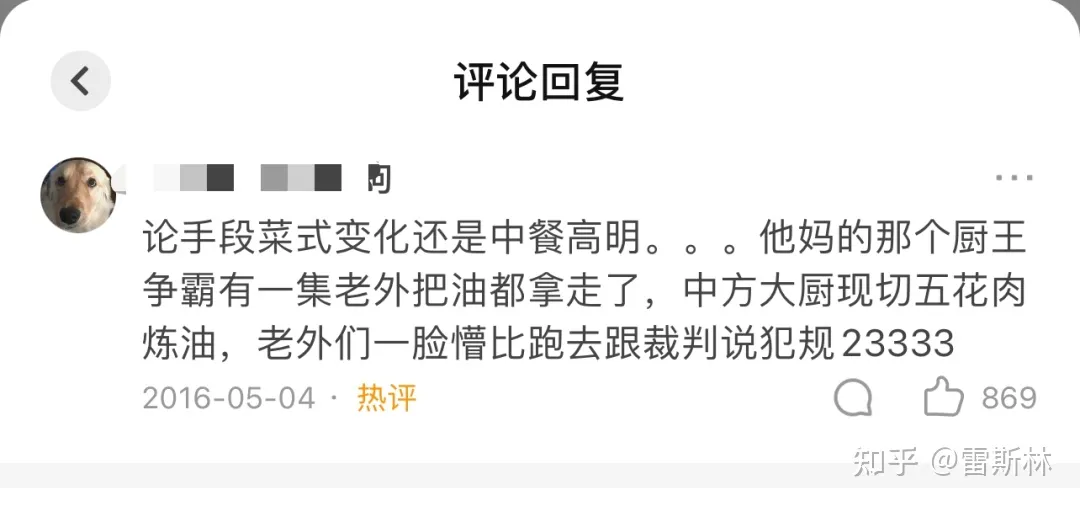 评论回复
论手段菜式变化还是中餐高明。。。他妈的那个厨王
争霸有一集老外把油都拿走了，中方大厨现切五花肉
炼油，老外们一脸懵比跑去跟裁判说犯规23333
2016-05-04 · 热评
869
知乎 @雷斯林